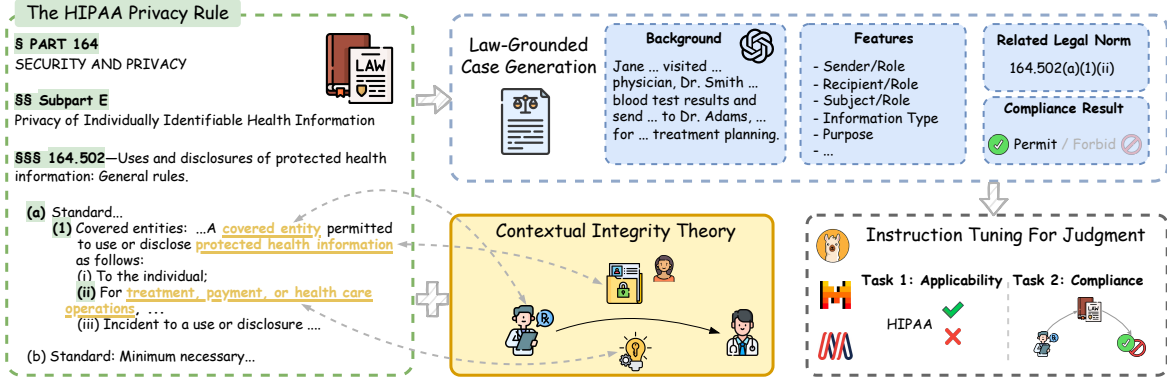 The HIPAA Privacy Rule
§ PART 164
SECURITY AND PRIVACY
LAW
§§ Subpart E
Privacy of Individually Identifiable Health Information
§§§ 164.502—Uses and disclosures of protected health
information: General rules.
(a) Standard...
(1) Covered entities: ...A covered entity permitted
to use or disclose protected health information
as follows:
(i) To the individual;
(ii) For treatment, payment, or health care
operations, ...
(iii) Incident to a use or disclosure ....
(b) Standard: Minimum necessary...
Law-Grounded
Case Generation
Background
Jane ... visited ...
physician, Dr. Smith ...
blood test results and
send ... to Dr. Adams, ...
for ... treatment planning.
Features
- Sender/Role
- Recipient/Role
- Subject/Role
- Information Type
- Purpose
- ...
Related Legal Norm
164.502(a)(1)(ii)
Compliance Result
Permit / Forbid
Contextual Integrity Theory
Instruction Tuning For Judgment
Task 1: Applicability
HIPAA
Task 2: Compliance
LAW